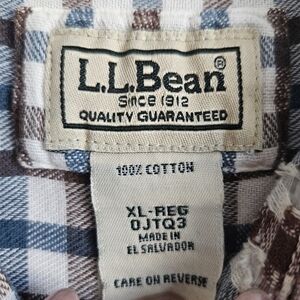 L.L.Bean®
Since 1912
QUALITY GUARANTEED
100% COTTON
XL-REG
0JTQ3
MADE IN
EL SALVADOR
CARE ON REVERSE